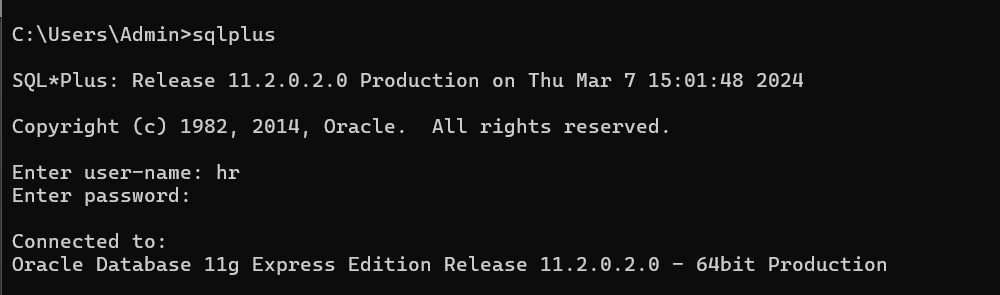 C:\Users\Admin>sqlplus
SQL*Plus: Release 11.2.0.2.0 Production on Thu Mar 7 15:01:48 2024
Copyright (c) 1982, 2014, Oracle.  All rights reserved.
Enter user-name: hr
Enter password:
Connected to:
Oracle Database 11g Express Edition Release 11.2.0.2.0 - 64bit Production